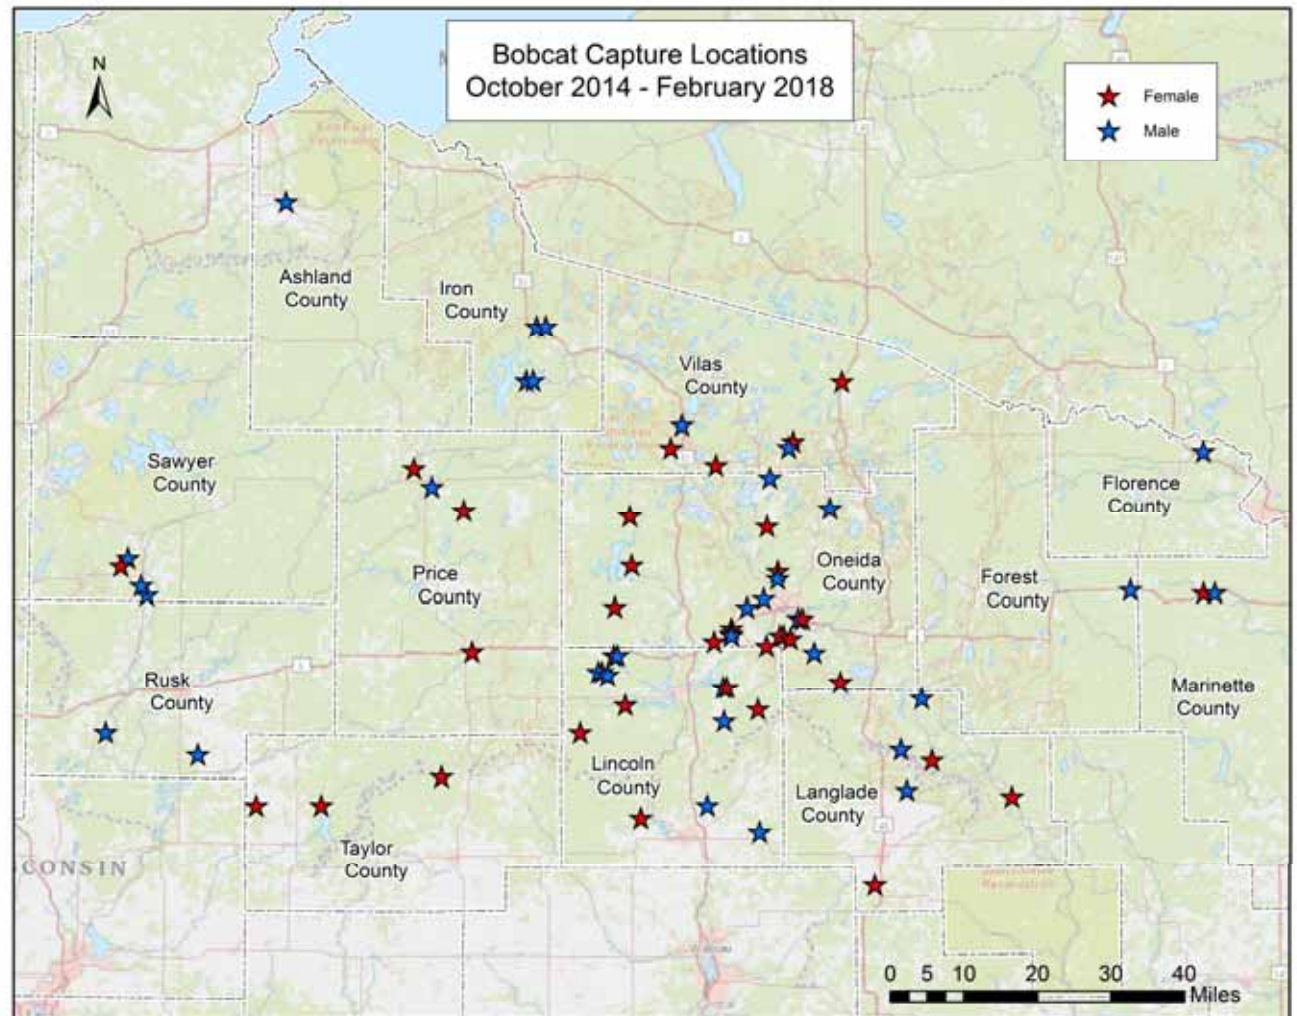 Bobcat Capture Locations
October 2014 - February 2018
N
Female
Male
Ashland
County
Iron
County
Vilas
County
Sawyer
County
Florence
County
Price
County
Oneida
County
Forest
County
Rusk
County
Marinette
County
Lincoln
County
Langlade
County
Taylor
County
CONSIN
0 5 10 20 30 40
Miles